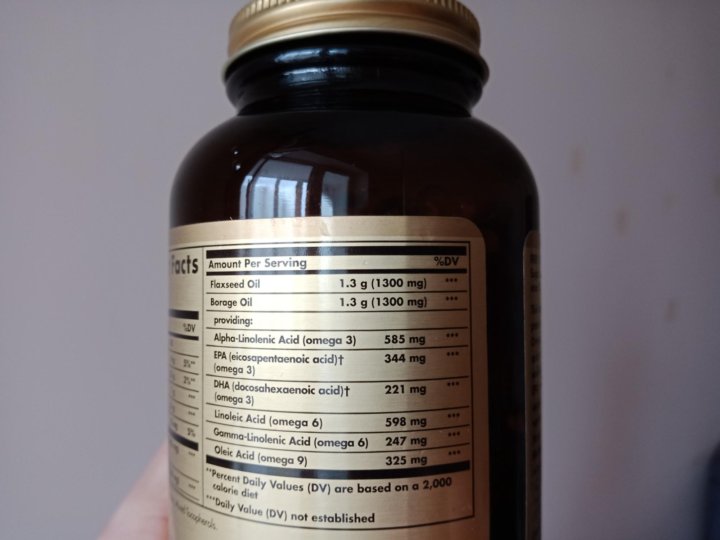 Facts
%DV
5%**
2%**
***
***
5%
***
***
Amount Per Serving %DV
Flaxseed Oil 1.3 g (1300 mg) ***
Borage Oil 1.3 g (1300 mg) ***
providing:
Alpha-Linolenic Acid (omega 3) 585 mg ***
EPA (eicosapentaenoic acid)† 344 mg ***
(omega 3)
DHA (docosahexaenoic acid)† 221 mg ***
(omega 3)
Linoleic Acid (omega 6) 598 mg ***
Gamma-Linolenic Acid (omega 6) 247 mg ***
Oleic Acid (omega 9) 325 mg ***
**Percent Daily Values (DV) are based on a 2,000
calorie diet
***Daily Value (DV) not established